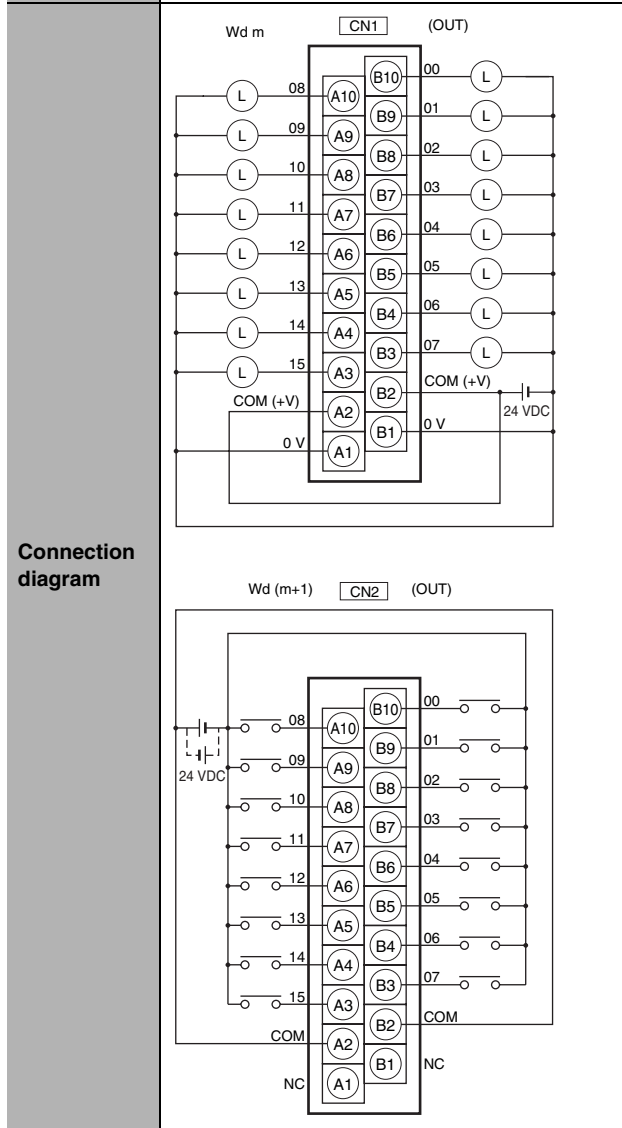 Connection
diagram
Wd m CN1 (OUT)
B10 00 L
L 08 A10
B9 01 L
L 09 A9
B8 02 L
L 10 A8
B7 03 L
L 11 A7
B6 04 L
L 12 A6
B5 05 L
L 13 A5
B4 06 L
L 14 A4
B3 07 L
L 15 A3
B2 COM (+V)
COM (+V) A2
24 VDC
B1 0 V
0 V A1
Wd (m+1) CN2 (OUT)
B10 00
08 A10
B9 01
09 A9
24 VDC
B8 02
10 A8
B7 03
11 A7
B6 04
12 A6
B5 05
13 A5
B4 06
14 A4
B3 07
15 A3
B2 COM
COM A2
B1 NC
NC A1